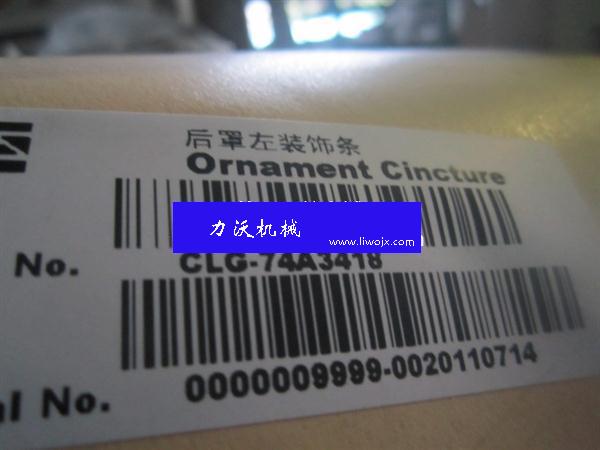 后罩左装饰条
Ornament Cincture
力沃机械
www.liwojx.com
No.
CLG-74A3418
0000009999-0020110714
No.